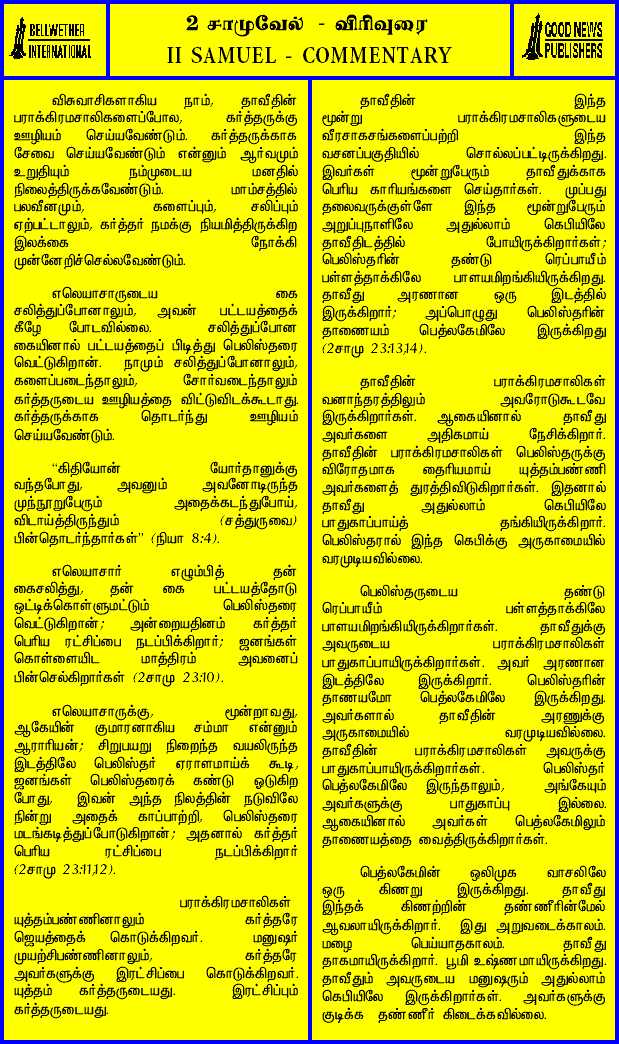 BELLWETHER
INTERNATIONAL
2 சாமுவேல் - விரிவுரை
II SAMUEL - COMMENTARY
GOOD NEWS
PUBLISHERS
விசுவாசிகளாகிய நாம், தாவீதின்
பராக்கிரமசாலிகளைப்போல, கர்த்தருக்கு
ஊழியம் செய்யவேண்டும். கர்த்தருக்காக
சேவை செய்யவேண்டும் என்னும் ஆர்வமும்
உறுதியும் நம்முடைய மனதில்
நிலைத்திருக்கவேண்டும். மாம்சத்தில்
பலவீனமும், களைப்பும், சலிப்பும்
ஏற்பட்டாலும், கர்த்தர் நமக்கு நியமித்திருக்கிற
இலக்கை நோக்கி
முன்னேறிச்செல்லவேண்டும்.
எலெயாசாருடைய கை
சலித்துப்போனாலும், அவன் பட்டயத்தைக்
கீழே போடவில்லை. சலித்துப்போன
கையினால் பட்டயத்தைப் பிடித்து பெலிஸ்தரை
வெட்டுகிறான். நாமும் சலித்துப்போனாலும்,
களைப்படைந்தாலும், சோர்வடைந்தாலும்
கர்த்தருடைய ஊழியத்தை விட்டுவிடக்கூடாது.
கர்த்தருக்காக தொடர்ந்து ஊழியம்
செய்யவேண்டும்.
“கிதியோன் யோர்தானுக்கு
வந்தபோது, அவனும் அவனோடிருந்த
முந்நூறுபேரும் அதைக்கடந்துபோய்,
விடாய்த்திருந்தும் (சத்துருவை)
பின்தொடர்ந்தார்கள்” (நியா 8:4).
எலெயாசார் எழும்பித் தன்
கைசலித்து, தன் கை பட்டயத்தோடு
ஒட்டிக்கொள்ளுமட்டும் பெலிஸ்தரை
வெட்டுகிறான்; அன்றையதினம் கர்த்தர்
பெரிய ரட்சிப்பை நடப்பிக்கிறார்; ஜனங்கள்
கொள்ளையிட மாத்திரம் அவனைப்
பின்செல்கிறார்கள் (2சாமு 23:10).
எலெயாசாருக்கு, மூன்றாவது,
ஆகேயின் குமாரனாகிய சம்மா என்னும்
ஆராரியன்; சிறுபயறு நிறைந்த வயலிருந்த
இடத்திலே பெலிஸ்தர் ஏராளமாய்க் கூடி,
ஜனங்கள் பெலிஸ்தரைக் கண்டு ஓடுகிற
போது, இவன் அந்த நிலத்தின் நடுவிலே
நின்று அதைக் காப்பாற்றி, பெலிஸ்தரை
மடங்கடித்துப்போடுகிறான்; அதனால் கர்த்தர்
பெரிய ரட்சிப்பை நடப்பிக்கிறார்
(2சாமு 23:11,12).
பராக்கிரமசாலிகள்
யுத்தம்பண்ணினாலும் கர்த்தரே
ஜெயத்தைக் கொடுக்கிறவர். மனுஷர்
முயற்சிபண்ணினாலும், கர்த்தரே
அவர்களுக்கு இரட்சிப்பை கொடுக்கிறவர்.
யுத்தம் கர்த்தருடையது. இரட்சிப்பும்
கர்த்தருடையது.
தாவீதின் இந்த
மூன்று பராக்கிரமசாலிகளுடைய
வீரசாகசங்களைப்பற்றி இந்த
வசனப்பகுதியில் சொல்லப்பட்டிருக்கிறது.
இவர்கள் மூன்றுபேரும் தாவீதுக்காக
பெரிய காரியங்களை செய்தார்கள். முப்பது
தலைவருக்குள்ளே இந்த மூன்றுபேரும்
அறுப்புநாளிலே அதுல்லாம் கெபியிலே
தாவீதிடத்தில் போயிருக்கிறார்கள்;
பெலிஸ்தரின் தண்டு ரெப்பாயீம்
பள்ளத்தாக்கிலே பாளயமிறங்கியிருக்கிறது.
தாவீது அரணான ஒரு இடத்தில்
இருக்கிறார்; அப்பொழுது பெலிஸ்தரின்
தாணையம் பெத்லகேமிலே இருக்கிறது
(2சாமு 23:13,14).
தாவீதின் பராக்கிரமசாலிகள்
வனாந்தரத்திலும் அவரோடுகூடவே
இருக்கிறார்கள். ஆகையினால் தாவீது
அவர்களை அதிகமாய் நேசிக்கிறார்.
தாவீதின் பராக்கிரமசாலிகள் பெலிஸ்தருக்கு
விரோதமாக தைரியமாய் யுத்தம்பண்ணி
அவர்களைத் துரத்திவிடுகிறார்கள். இதனால்
தாவீது அதுல்லாம் கெபியிலே
பாதுகாப்பாய்த் தங்கியிருக்கிறார்.
பெலிஸ்தரால் இந்த கெபிக்கு அருகாமையில்
வரமுடியவில்லை.
பெலிஸ்தருடைய தண்டு
ரெப்பாயீம் பள்ளத்தாக்கிலே
பாளயமிறங்கியிருக்கிறார்கள். தாவீதுக்கு
அவருடைய பராக்கிரமசாலிகள்
பாதுகாப்பாயிருக்கிறார்கள். அவர் அரணான
இடத்திலே இருக்கிறார். பெலிஸ்தரின்
தாணயமோ பெத்லகேமிலே இருக்கிறது.
அவர்களால் தாவீதின் அரணுக்கு
அருகாமையில் வரமுடியவில்லை.
தாவீதின் பராக்கிரமசாலிகள் அவருக்கு
பாதுகாப்பாயிருக்கிறார்கள். பெலிஸ்தர்
பெத்லகேமிலே இருந்தாலும், அங்கேயும்
அவர்களுக்கு பாதுகாப்பு இல்லை.
ஆகையினால் அவர்கள் பெத்லகேமிலும்
தாணையத்தை வைத்திருக்கிறார்கள்.
பெத்லகேமின் ஒலிமுக வாசலிலே
ஒரு கிணறு இருக்கிறது. தாவீது
இந்தக் கிணற்றின் தண்ணீரின்மேல்
ஆவலாயிருக்கிறார். இது அறுவடைக்காலம்.
மழை பெய்யாதகாலம். தாவீது
தாகமாயிருக்கிறார். பூமி உஷ்ணமாயிருக்கிறது.
தாவீதும் அவருடைய மனுஷரும் அதுல்லாம்
கெபியிலே இருக்கிறார்கள். அவர்களுக்கு
குடிக்க தண்ணீர் கிடைக்கவில்லை.